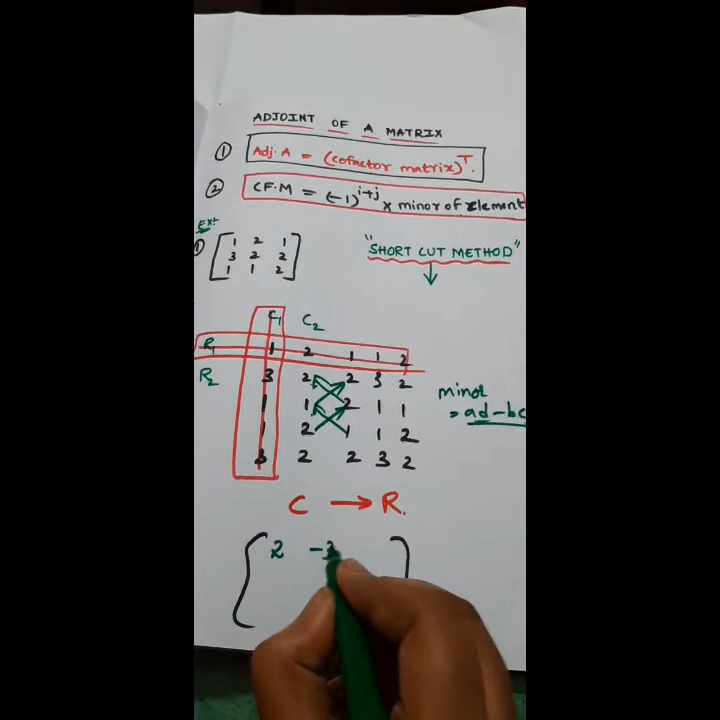 ADJOINT OF A MATRIX
① Adj. A = (cofactor matrix)ᵀ.
② CF.M = (-1)^(i+j) × minor of Element
Ex:
1 2 1
3 2 2
1 1 2
"SHORT CUT METHOD"
C₁ C₂
R₁ 1 2 1 1 2
R₂ 3 2 2 3 2
1 1 2 1 1
1 2 1 1 2
3 2 2 3 2
minor
= ad-bc
C → R.
2 -3